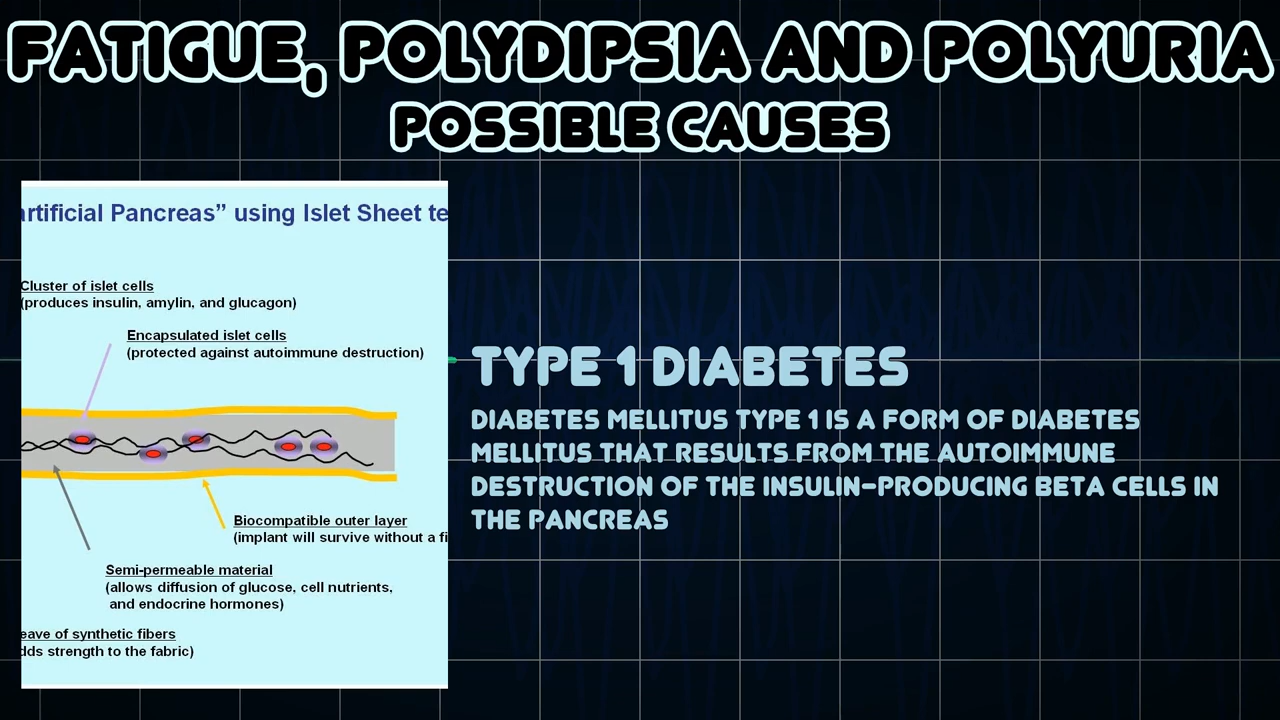 FATIGUE, POLYDIPSIA AND POLYURIA
POSSIBLE CAUSES
artificial Pancreas” using Islet Sheet te
Cluster of islet cells
(produces insulin, amylin, and glucagon)
Encapsulated islet cells
(protected against autoimmune destruction)
TYPE 1 DIABETES
DIABETES MELLITUS TYPE 1 IS A FORM OF DIABETES
MELLITUS THAT RESULTS FROM THE AUTOIMMUNE
DESTRUCTION OF THE INSULIN-PRODUCING BETA CELLS IN
THE PANCREAS
Biocompatible outer layer
(implant will survive without a fi
Semi-permeable material
(allows diffusion of glucose, cell nutrients,
and endocrine hormones)
eave of synthetic fibers
dds strength to the fabric)